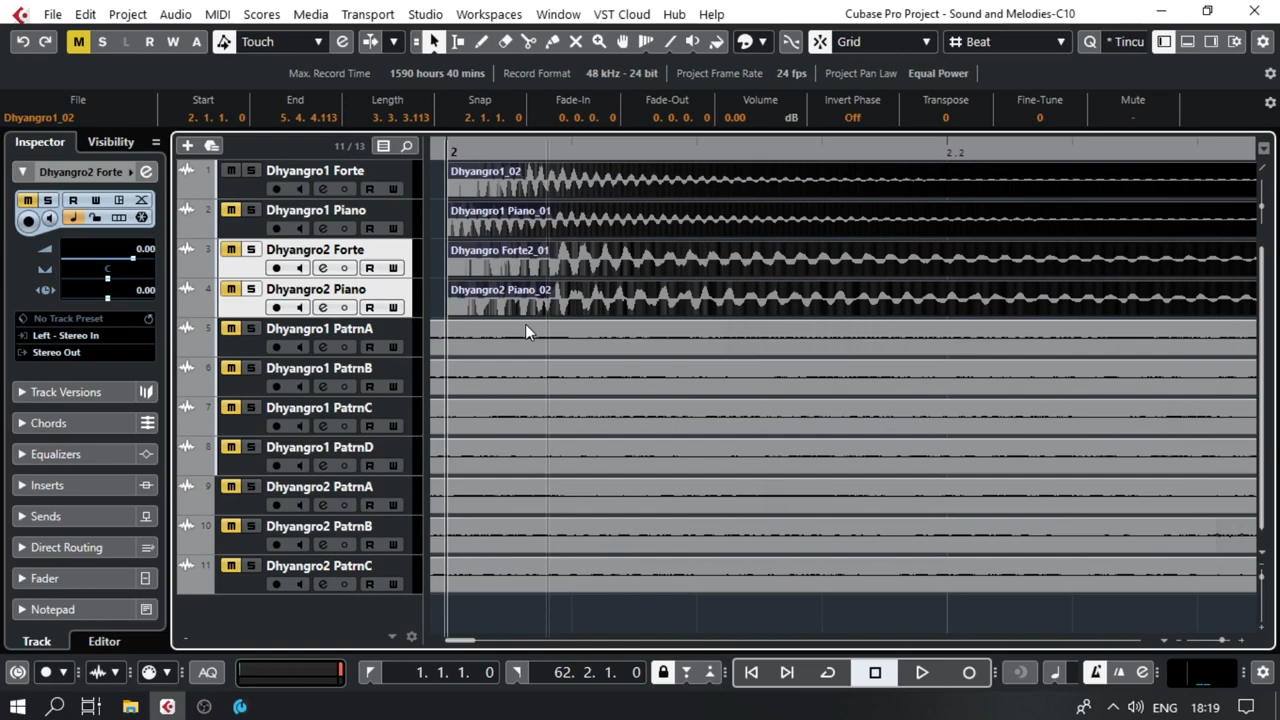 File Edit Project Audio MIDI Scores Media Transport Studio Workspaces Window VST Cloud Hub Help Cubase Pro Project - Sound and Melodies-C10
M S L R W A Touch Grid Beat * Tincu
Max. Record Time 1590 hours 40 mins Record Format 48 kHz - 24 bit Project Frame Rate 24 fps Project Pan Law Equal Power
File Start End Length Snap Fade-In Fade-Out Volume Invert Phase Transpose Fine-Tune Mute
Dhyangro1_02 2. 1. 1. 0 5. 4. 4.113 3. 3. 3.113 2. 1. 1. 0 0. 0. 0. 0 0. 0. 0. 0 0.00 dB Off 0 0 -
Inspector Visibility 11 / 13 2 2.2
Dhyangro2 Forte
m S R W
0.00
C
0.00
No Track Preset
Left - Stereo In
Stereo Out
Track Versions
Chords
Equalizers
Inserts
Sends
Direct Routing
Fader
Notepad
Track Editor
1 m S Dhyangro1 Forte R W
2 m S Dhyangro1 Piano R W
3 m S Dhyangro2 Forte R W
4 m S Dhyangro2 Piano R W
5 m S Dhyangro1 PatrnA R W
6 m S Dhyangro1 PatrnB R W
7 m S Dhyangro1 PatrnC R W
8 m S Dhyangro1 PatrnD R W
9 m S Dhyangro2 PatrnA R W
10 m S Dhyangro2 PatrnB R W
11 m S Dhyangro2 PatrnC R W
Dhyangro1_02
Dhyangro1 Piano_01
Dhyangro Forte2_01
Dhyangro2 Piano_02
AQ 1. 1. 1. 0 62. 2. 1. 0
ENG 18:19